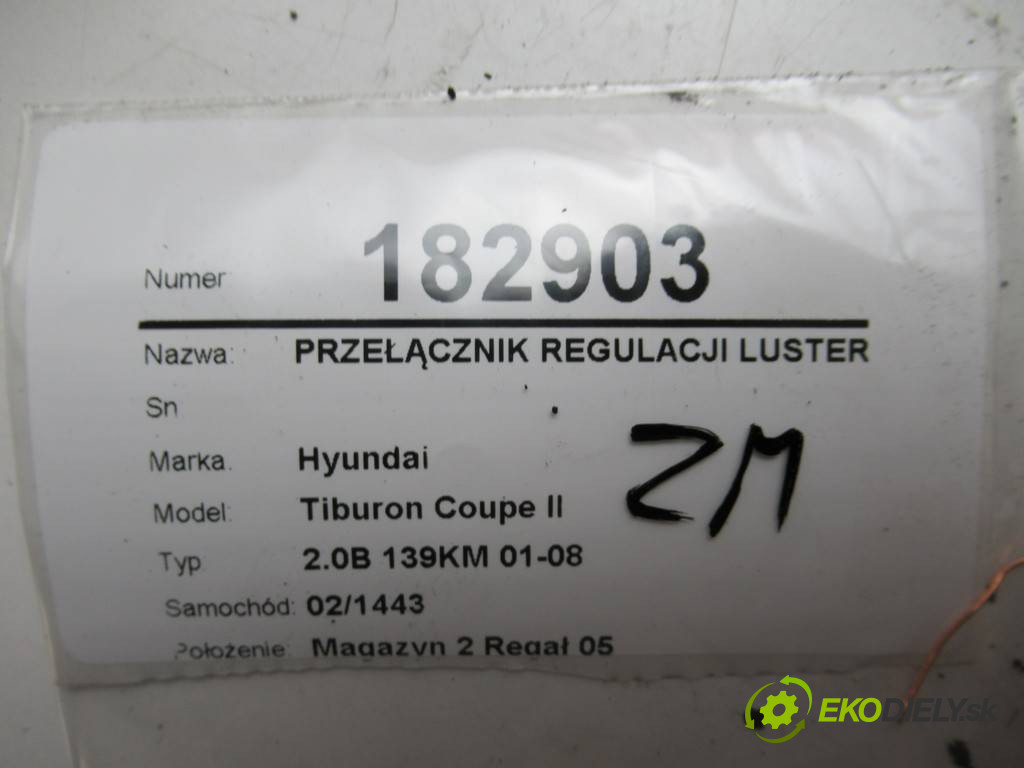 Numer: 182903
Nazwa: PRZEŁĄCZNIK REGULACJI LUSTER
Sn
Marka: Hyundai
Model: Tiburon Coupe II
Typ 2.0B 139KM 01-08
Samochód: 02/1443
Położenie: Magazyn 2 Regał 05
ZM
EKODIELY.sk